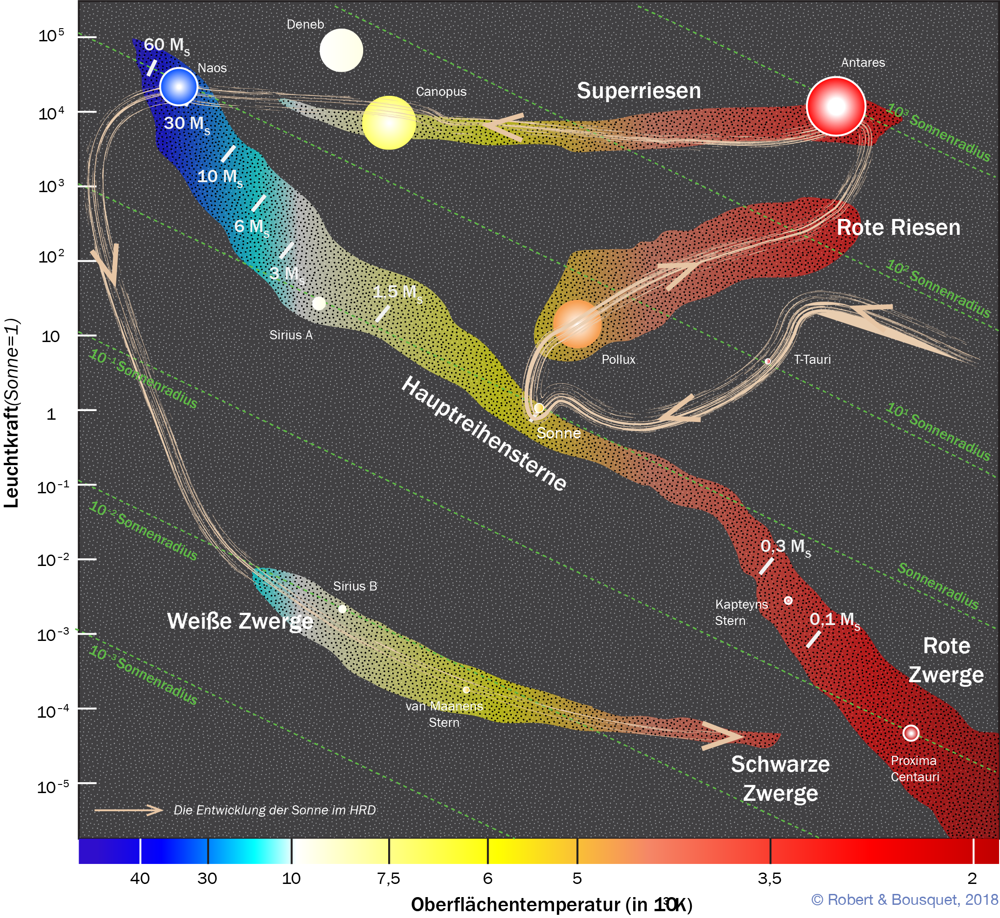 Deneb
10⁵
60 Mₛ
Naos
Antares
Canopus
Superriesen
10⁴
30 Mₛ
10³ Sonnenradius
10 Mₛ
10³
6 Mₛ
Rote Riesen
10²
3 Mₛ
10² Sonnenradius
1,5 Mₛ
Sirius A
10
Pollux
T-Tauri
10⁻¹ Sonnenradius
Leuchtkraft(Sonne=1)
Hauptreihensterne
1
10¹ Sonnenradius
Sonne
10⁻¹
10⁻² Sonnenradius
10⁻²
0,3 Mₛ
Sonnenradius
Sirius B
Kapteyns
Stern
Weiße Zwerge
0,1 Mₛ
10⁻³
Rote
Zwerge
10⁻³ Sonnenradius
van Maanens
Stern
10⁻⁴
Schwarze
Zwerge
Proxima
Centauri
10⁻⁵
Die Entwicklung der Sonne im HRD
40 30 10 7,5 6 5 3,5 2
Oberflächentemperatur (in 10³K)
© Robert & Bousquet, 2018